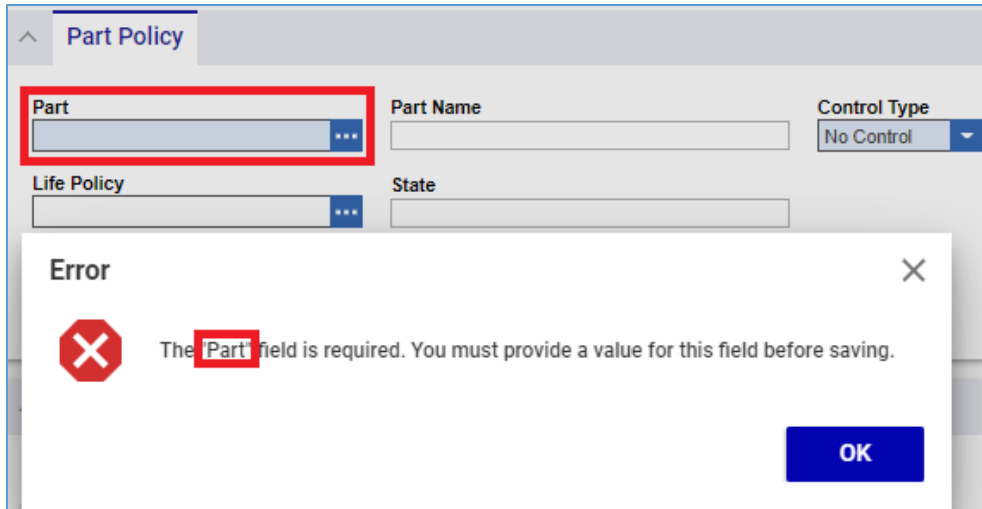 Part Policy
Part
Part Name
Control Type
No Control
Life Policy
State
Error
The "Part" field is required. You must provide a value for this field before saving.
OK